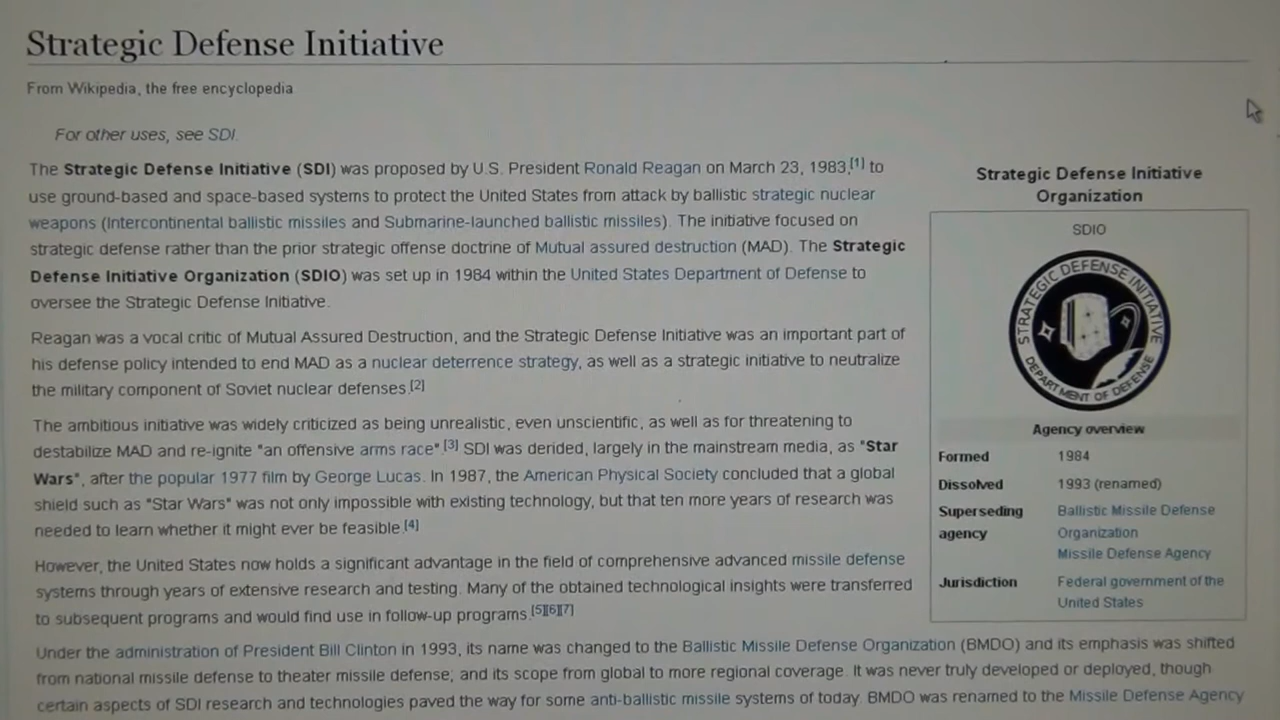 Strategic Defense Initiative
From Wikipedia, the free encyclopedia
For other uses, see SDI.
The Strategic Defense Initiative (SDI) was proposed by U.S. President Ronald Reagan on March 23, 1983,[1] to
use ground-based and space-based systems to protect the United States from attack by ballistic strategic nuclear
weapons (Intercontinental ballistic missiles and Submarine-launched ballistic missiles). The initiative focused on
strategic defense rather than the prior strategic offense doctrine of Mutual assured destruction (MAD). The Strategic
Defense Initiative Organization (SDIO) was set up in 1984 within the United States Department of Defense to
oversee the Strategic Defense Initiative.
Reagan was a vocal critic of Mutual Assured Destruction, and the Strategic Defense Initiative was an important part of
his defense policy intended to end MAD as a nuclear deterrence strategy, as well as a strategic initiative to neutralize
the military component of Soviet nuclear defenses.[2]
The ambitious initiative was widely criticized as being unrealistic, even unscientific, as well as for threatening to
destabilize MAD and re-ignite "an offensive arms race".[3] SDI was derided, largely in the mainstream media, as "Star
Wars", after the popular 1977 film by George Lucas. In 1987, the American Physical Society concluded that a global
shield such as "Star Wars" was not only impossible with existing technology, but that ten more years of research was
needed to learn whether it might ever be feasible.[4]
However, the United States now holds a significant advantage in the field of comprehensive advanced missile defense
systems through years of extensive research and testing. Many of the obtained technological insights were transferred
to subsequent programs and would find use in follow-up programs.[5][6][7]
Under the administration of President Bill Clinton in 1993, its name was changed to the Ballistic Missile Defense Organization (BMDO) and its emphasis was shifted
from national missile defense to theater missile defense; and its scope from global to more regional coverage. It was never truly developed or deployed, though
certain aspects of SDI research and technologies paved the way for some anti-ballistic missile systems of today. BMDO was renamed to the Missile Defense Agency
Strategic Defense Initiative
Organization
SDIO
STRATEGIC DEFENSE INITIATIVE
DEPARTMENT OF DEFENSE
Agency overview
Formed 1984
Dissolved 1993 (renamed)
Superseding Ballistic Missile Defense
agency Organization
Missile Defense Agency
Jurisdiction Federal government of the
United States